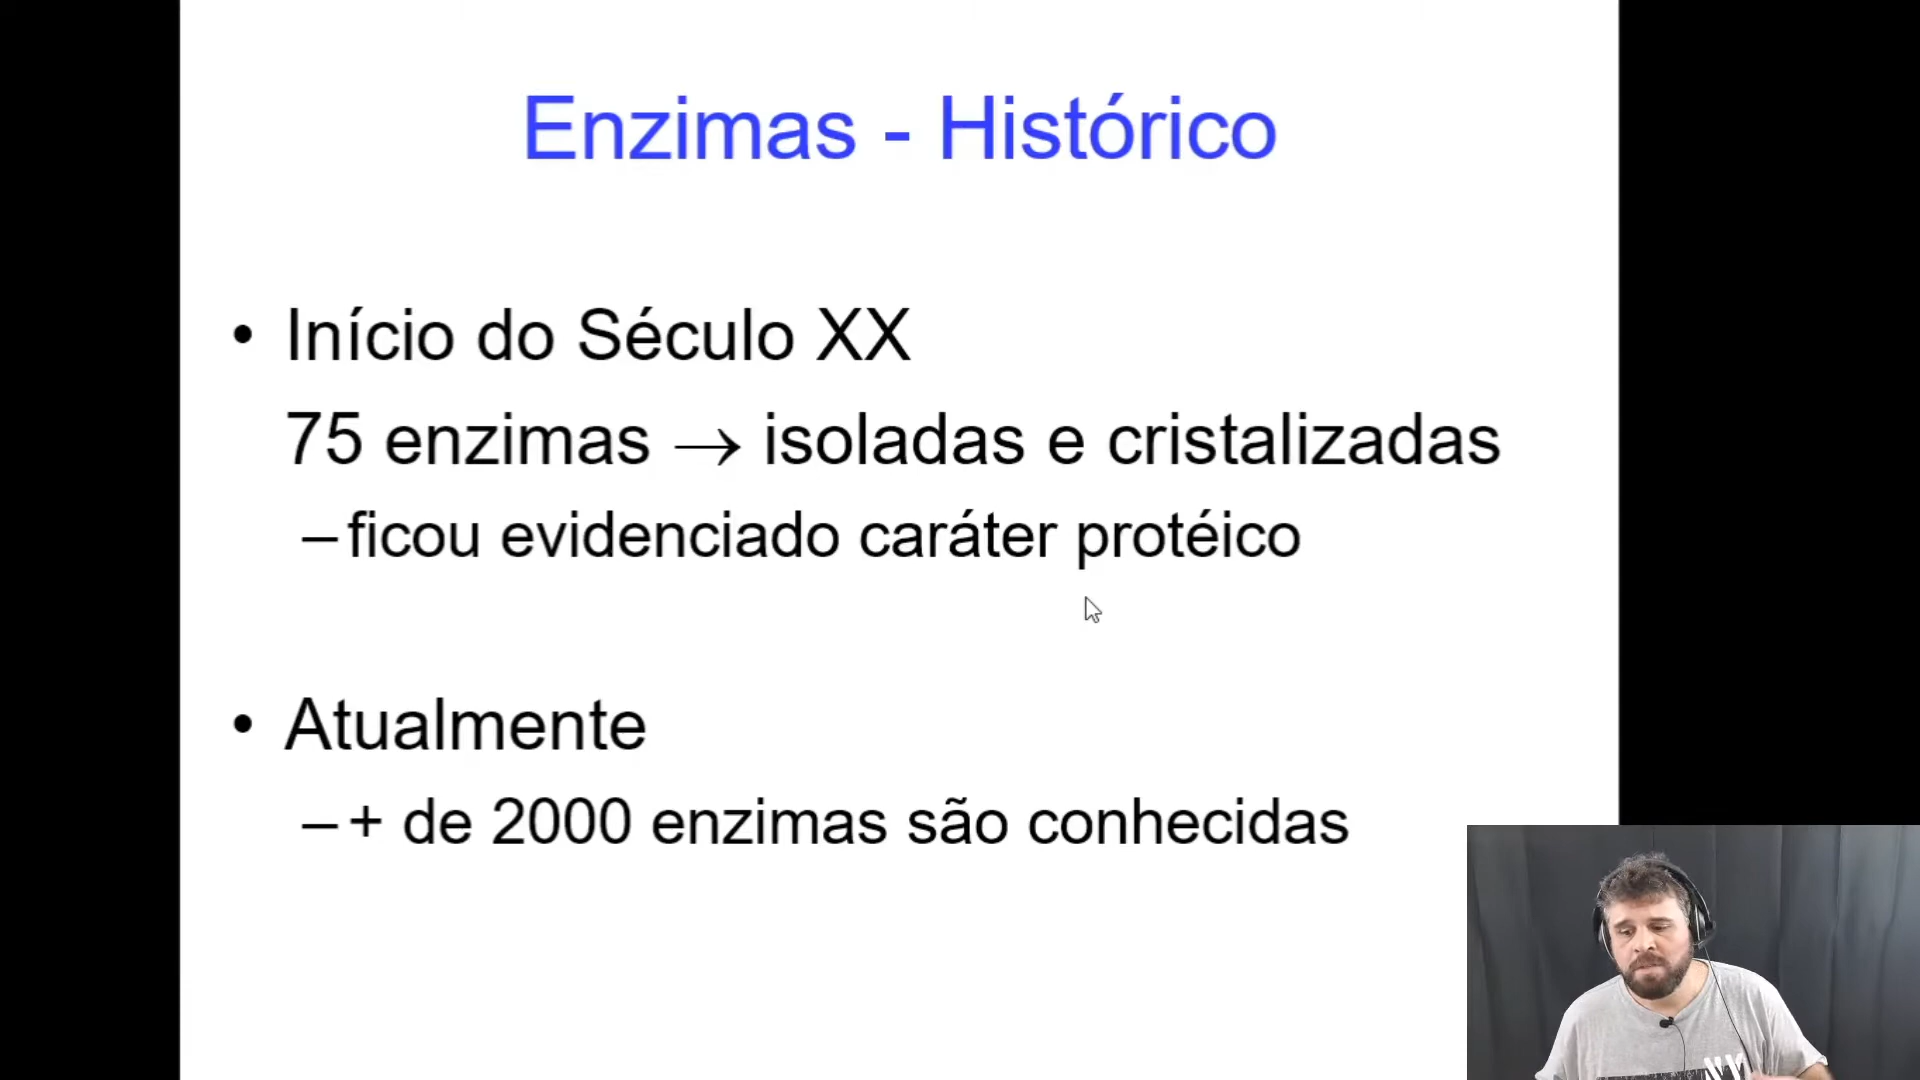 Enzimas - Histórico
• Início do Século XX
75 enzimas → isoladas e cristalizadas
– ficou evidenciado caráter protéico
• Atualmente
– + de 2000 enzimas são conhecidas